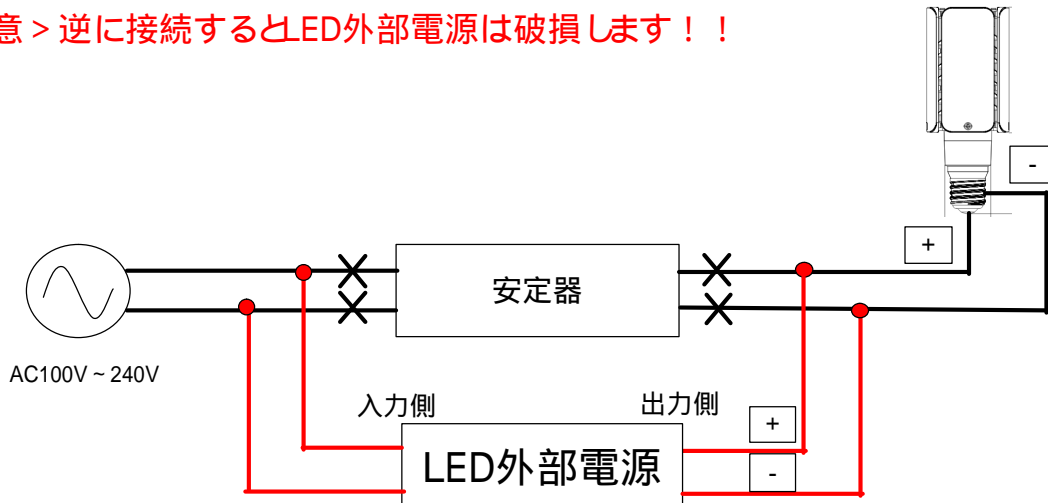 意 > 逆に接続するとLED外部電源は破損します！！
-
+
安定器
AC100V ~ 240V
入力側
出力側
+
LED外部電源
-